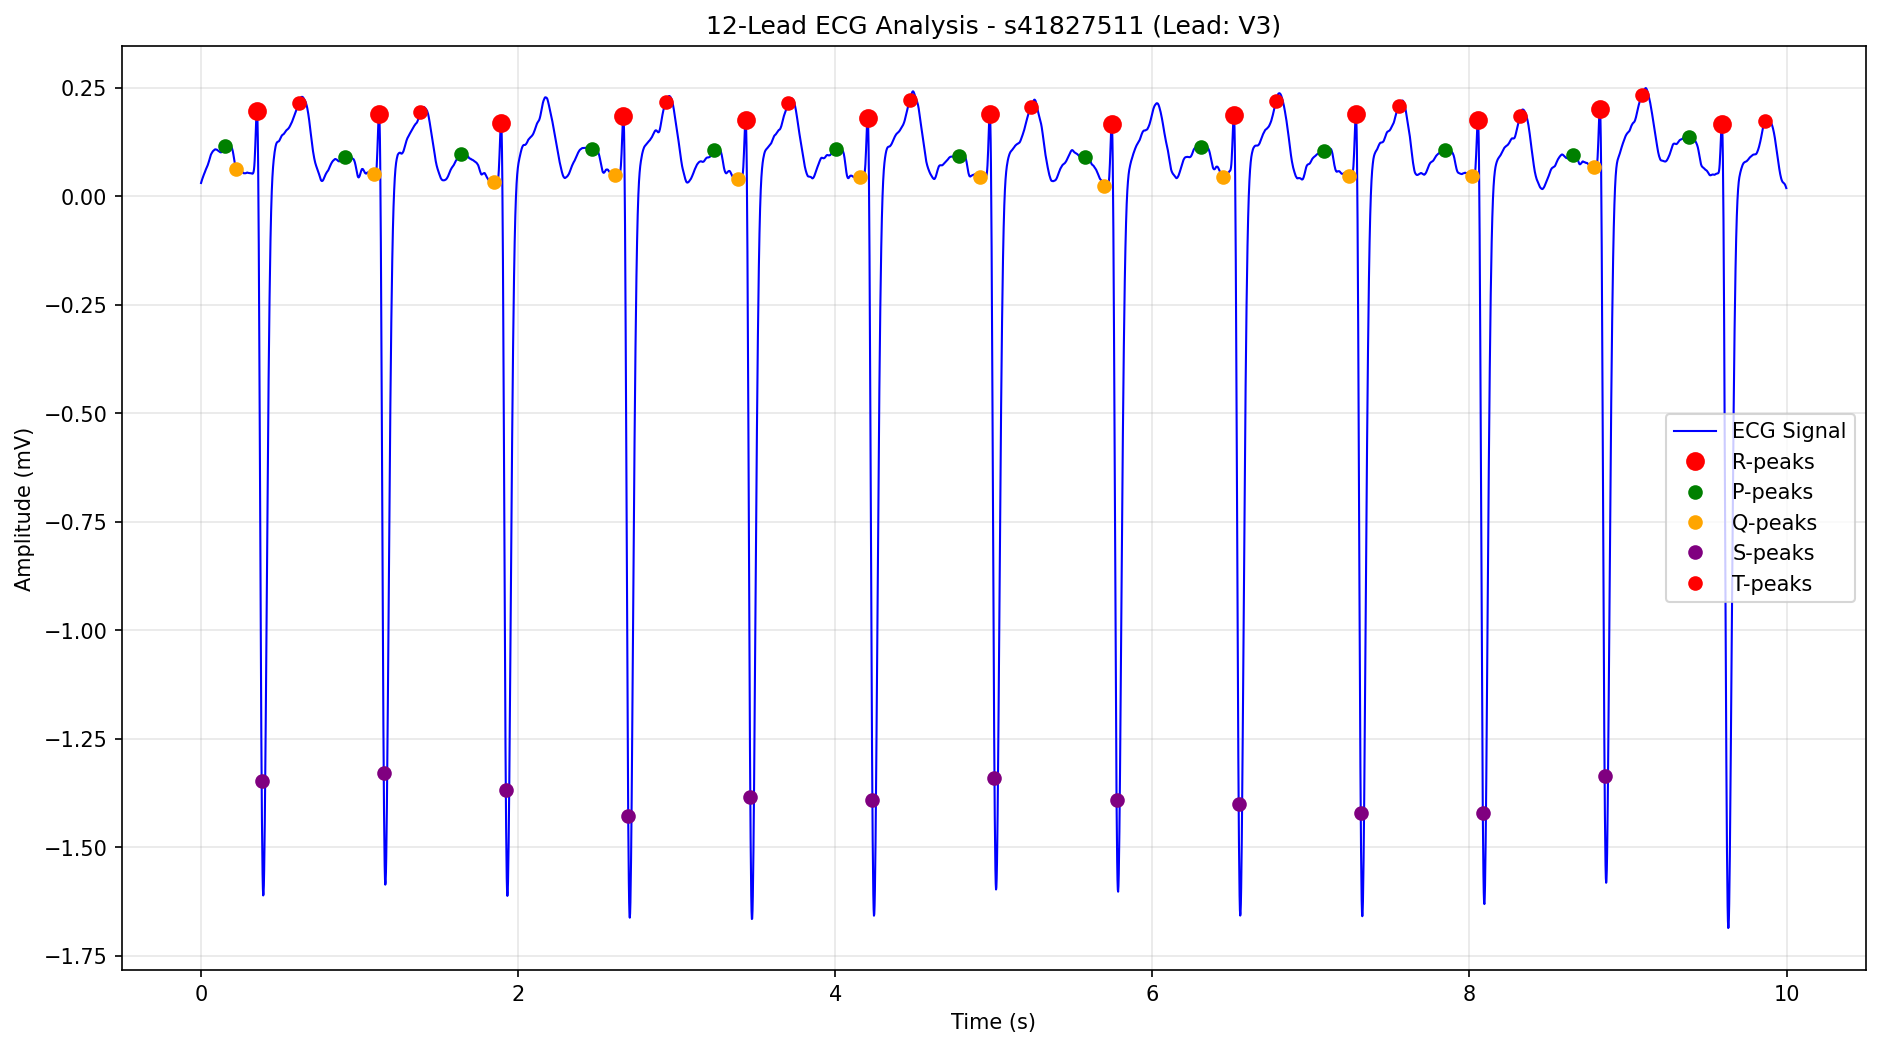 12-Lead ECG Analysis - s41827511 (Lead: V3)
0.25
0.00
−0.25
−0.50
−0.75
−1.00
−1.25
−1.50
−1.75
Amplitude (mV)
ECG Signal
R-peaks
P-peaks
Q-peaks
S-peaks
T-peaks
0 2 4 6 8 10
Time (s)